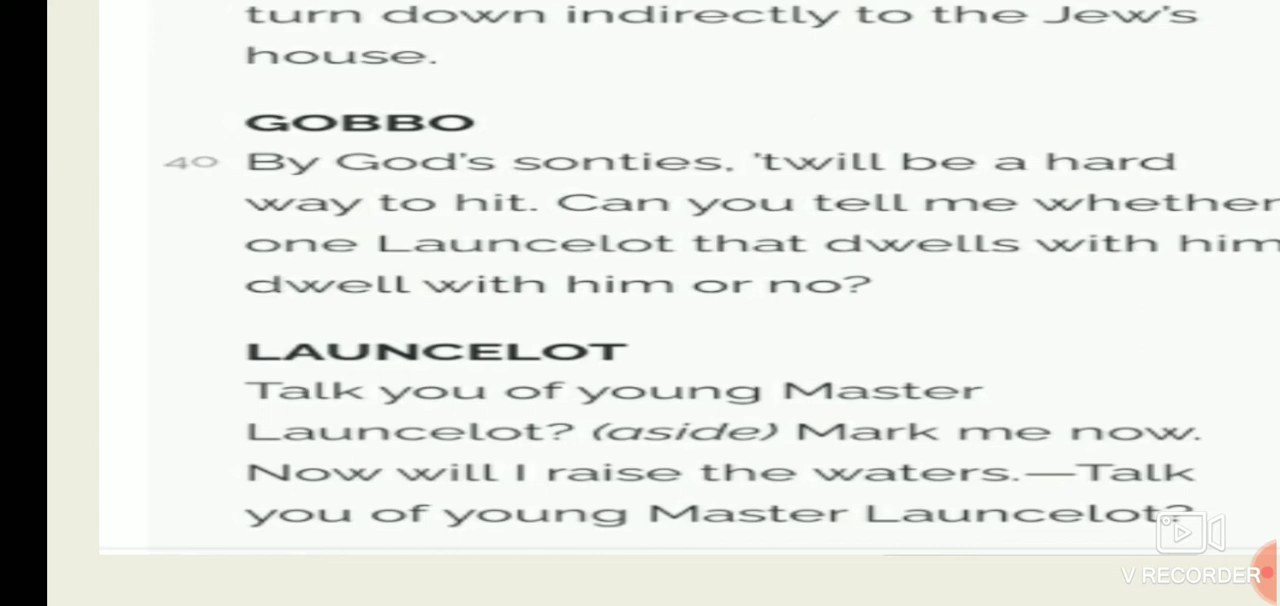 turn down indirectly to the Jew's
house.
GOBBO
40 By God's sonties, 'twill be a hard
way to hit. Can you tell me whether
one Launcelot that dwells with him
dwell with him or no?
LAUNCELOT
Talk you of young Master
Launcelot? (aside) Mark me now.
Now will I raise the waters.—Talk
you of young Master Launcelot?
V RECORDER